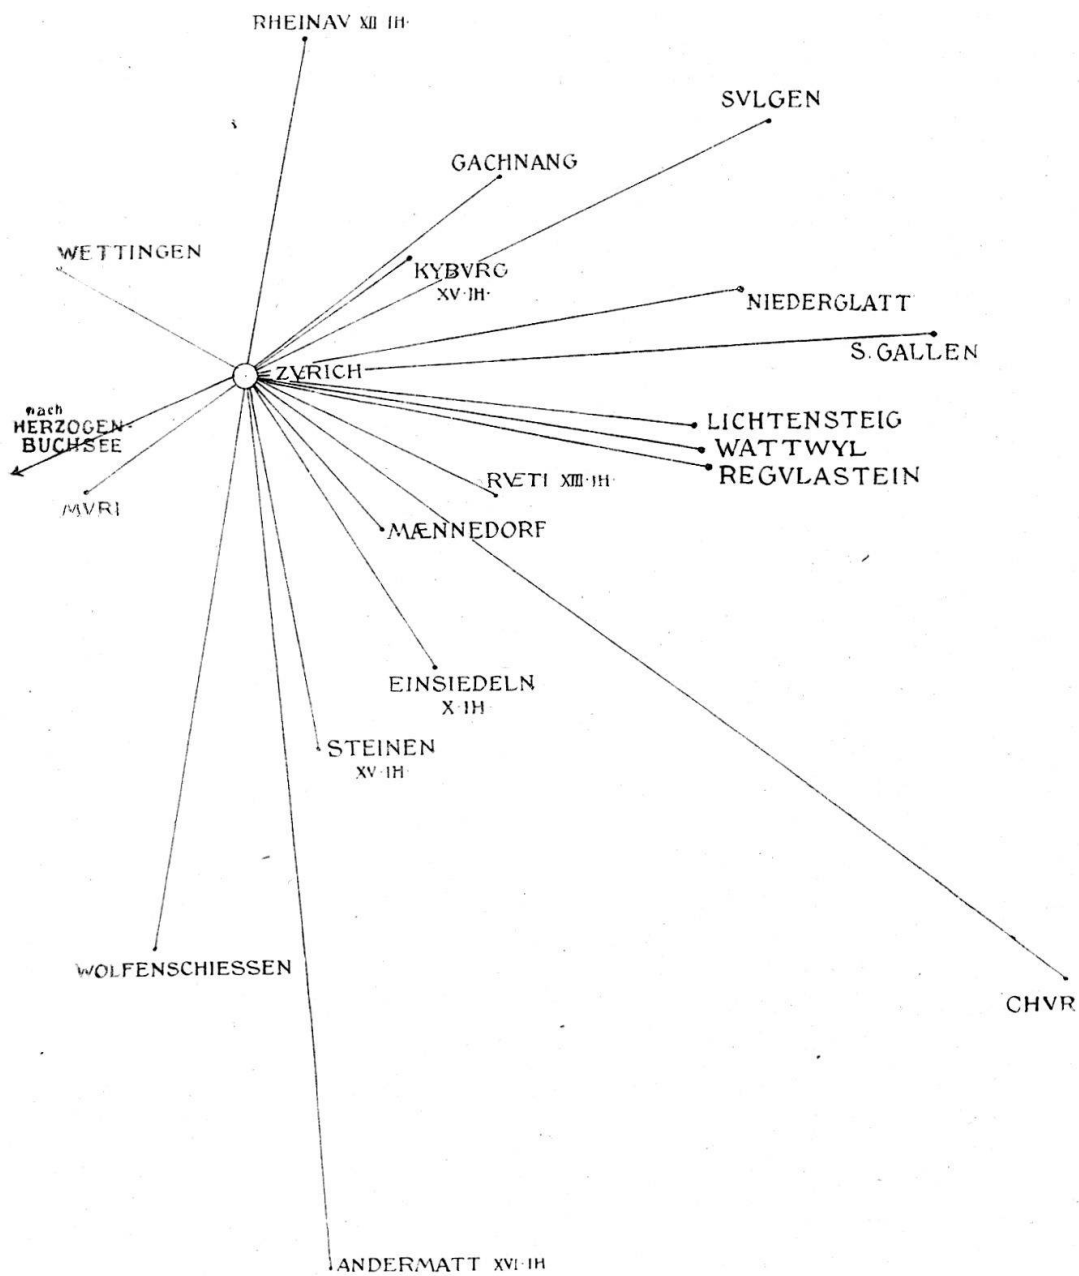 RHEINAV XII·IH·
SVLGEN
GACHNANG
WETTINGEN
KYBVRG
XV·IH·
NIEDERGLATT
S. GALLEN
ZVRICH
nach
HERZOGEN-
BUCHSEE
LICHTENSTEIG
WATTWYL
REGVLASTEIN
RVETI XIII·IH·
MVRI
MÆNNEDORF
EINSIEDELN
X·IH·
STEINEN
XV·IH·
WOLFENSCHIESSEN
CHVR
ANDERMATT XVI·IH